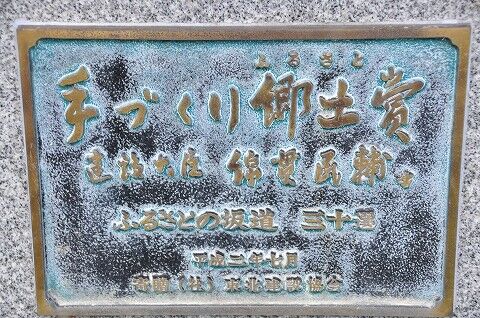 ふるさと
手づくり郷土賞
建設大臣 綿貫民輔
ふるさとの坂道 三十選
平成二年七月
寄贈(社)東北建設協会